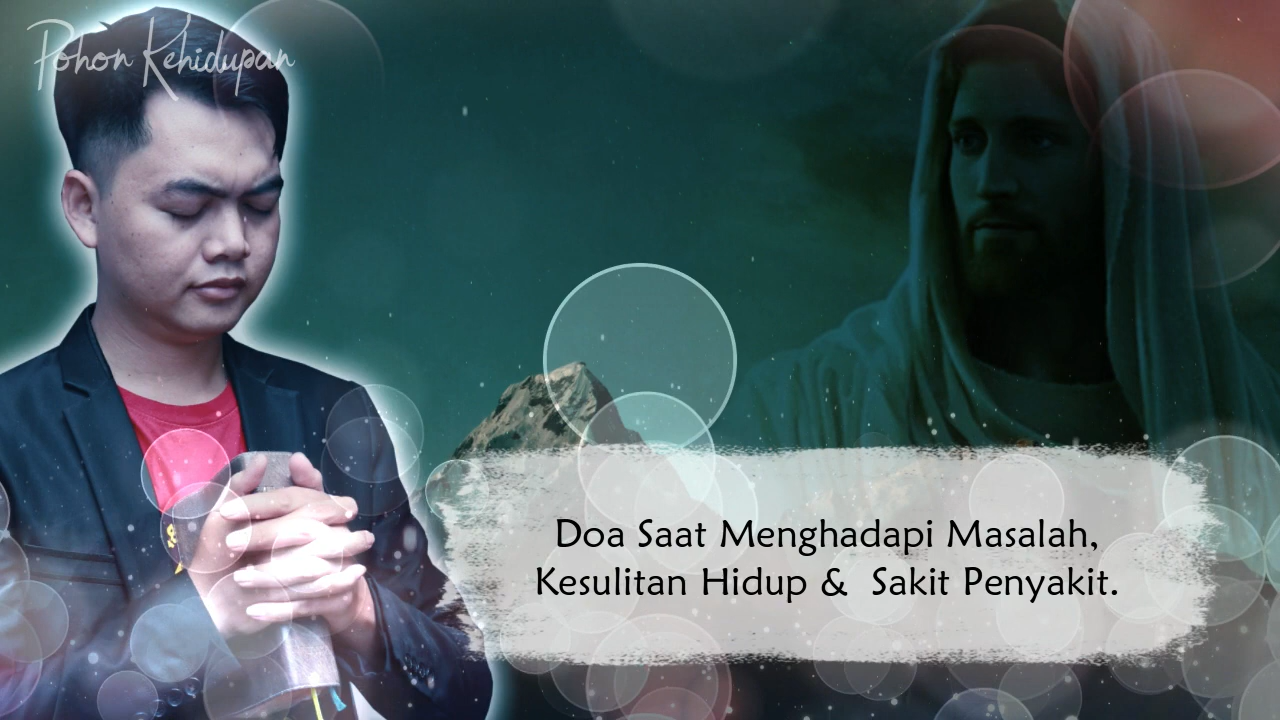 Pohon Kehidupan
Doa Saat Menghadapi Masalah,
Kesulitan Hidup &  Sakit Penyakit.